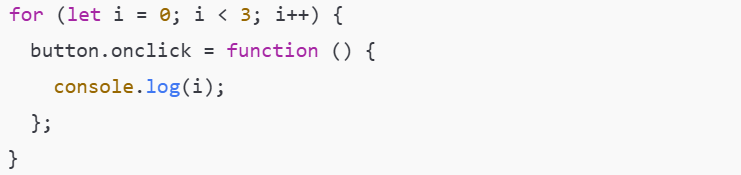 for (let i = 0; i < 3; i++) {
  button.onclick = function () {
    console.log(i);
  };
}